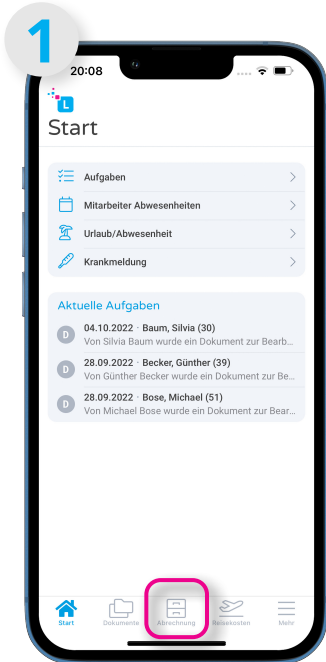 1
20:08
L
Start
Aufgaben
Mitarbeiter Abwesenheiten
Urlaub/Abwesenheit
Krankmeldung
Aktuelle Aufgaben
D
04.10.2022 · Baum, Silvia (30)
Von Silvia Baum wurde ein Dokument zur Bearb...
D
28.09.2022 · Becker, Günther (39)
Von Günther Becker wurde ein Dokument zur Be...
D
28.09.2022 · Bose, Michael (51)
Von Michael Bose wurde ein Dokument zur Bear...
Start Dokumente Abrechnung Reisekosten Mehr